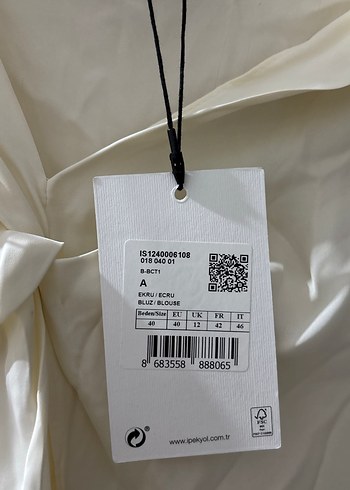 IS1240006108
018 040 01
B-BCT1
A
EKRU / ECRU
BLUZ / BLOUSE
Beden/Size EU UK FR IT
40 40 12 42 46
8 683558 888065
FSC
www.ipekyol.com.tr